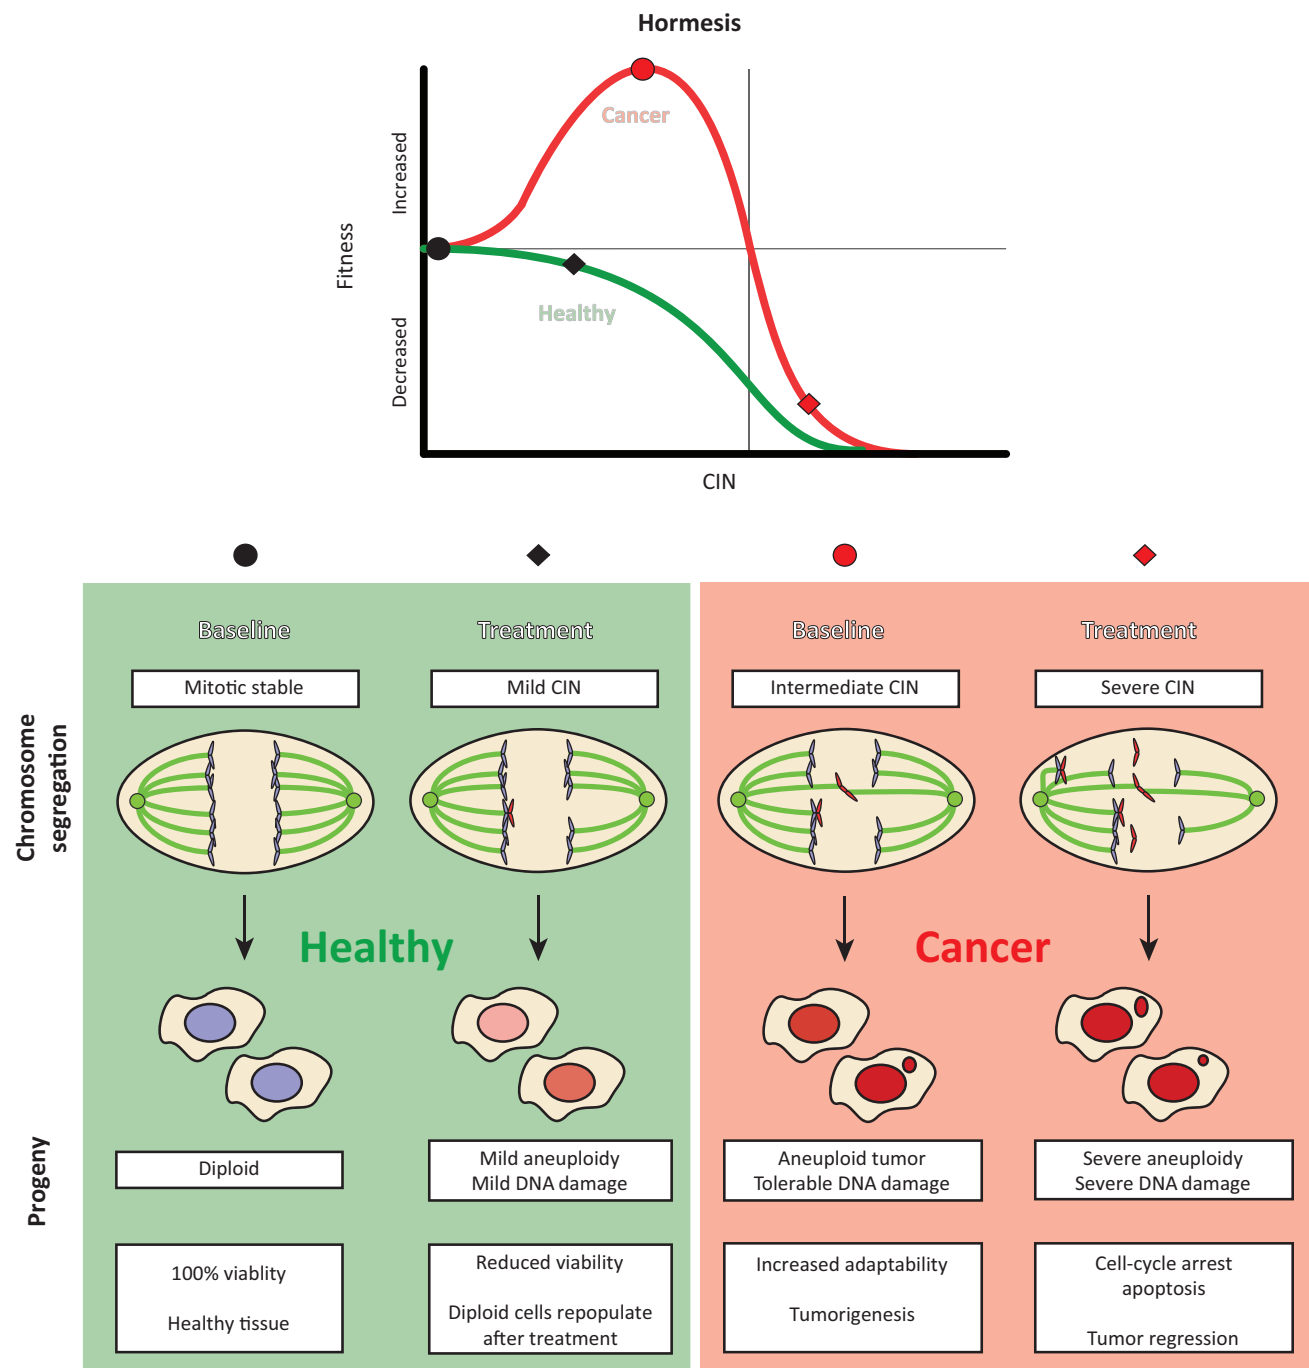 Hormesis
Cancer
Increased
Fitness
Healthy
Decreased
CIN
Baseline
Treatment
Baseline
Treatment
Mitotic stable
Mild CIN
Intermediate CIN
Severe CIN
Chromosome
segregation
Healthy
Cancer
Progeny
Diploid
Mild aneuploidy
Mild DNA damage
Aneuploid tumor
Tolerable DNA damage
Severe aneuploidy
Severe DNA damage
100% viablity
Healthy tissue
Reduced viability
Diploid cells repopulate
after treatment
Increased adaptability
Tumorigenesis
Cell-cycle arrest
apoptosis
Tumor regression